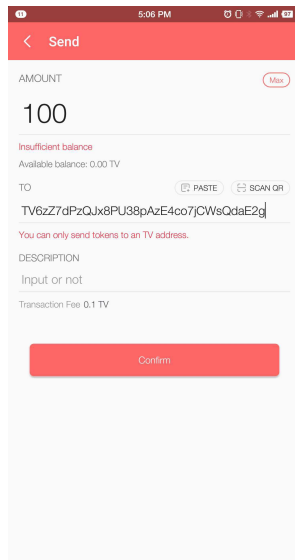 11 5:06 PM
Send
AMOUNT Max
100
Insufficient balance
Available balance: 0.00 TV
TO PASTE SCAN QR
TV6zZ7dPzQJx8PU38pAzE4co7jCWsQdaE2g
You can only send tokens to an TV address.
DESCRIPTION
Input or not
Transaction Fee 0.1 TV
Confirm